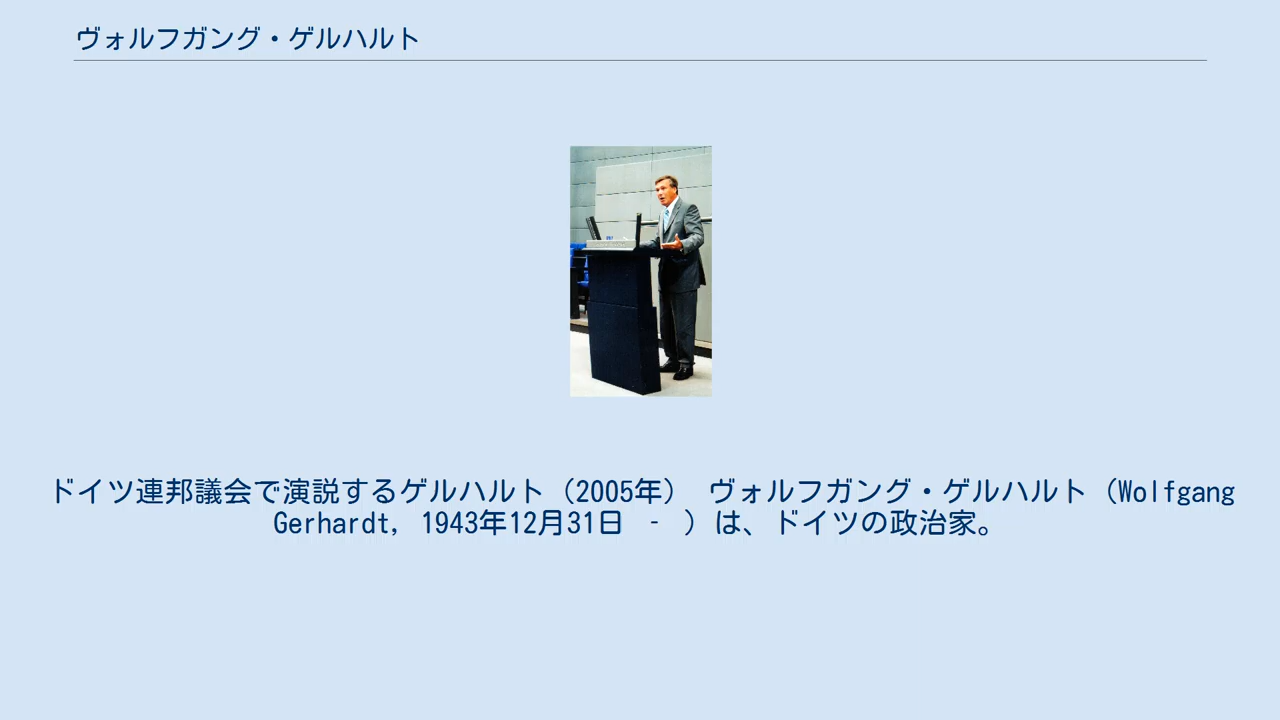 ヴォルフガング・ゲルハルト
ドイツ連邦議会で演説するゲルハルト（2005年） ヴォルフガング・ゲルハルト（Wolfgang
Gerhardt, 1943年12月31日 - ）は、ドイツの政治家。